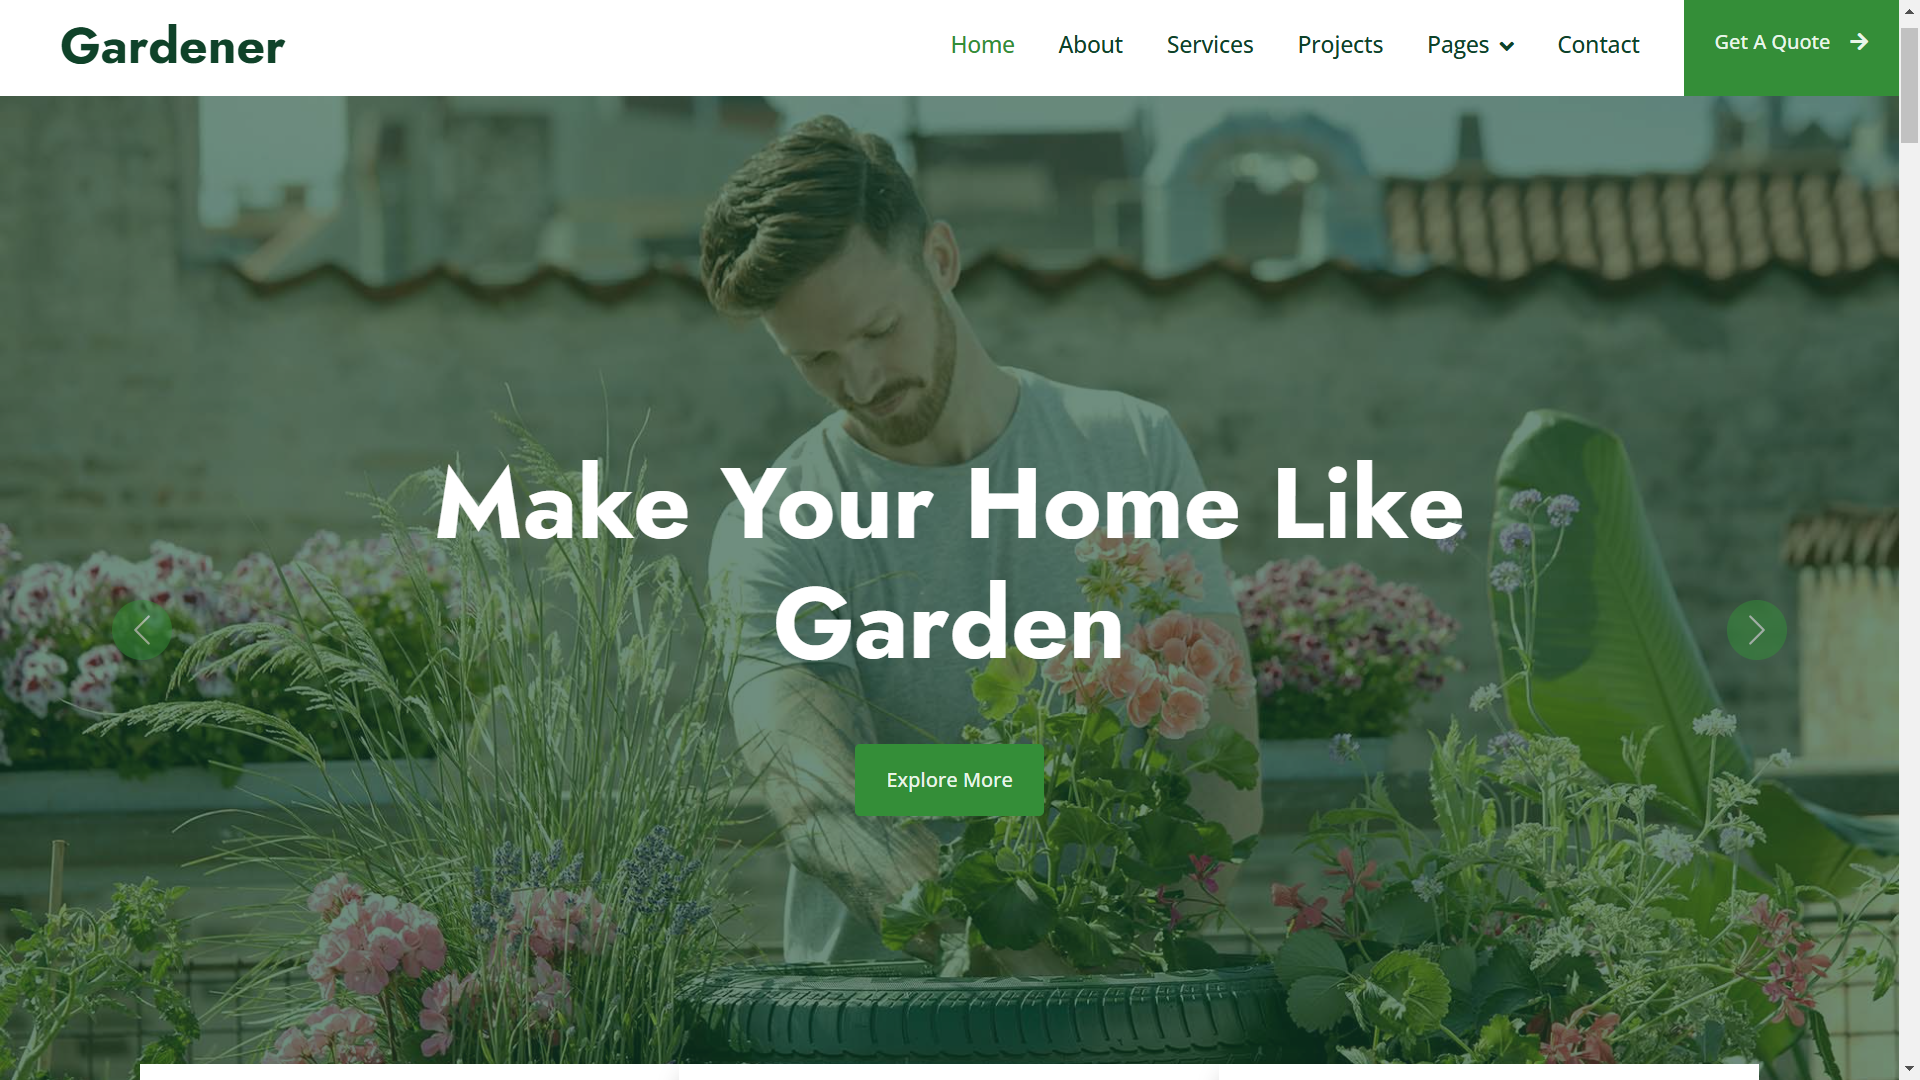 Gardener
Home About Services Projects Pages Contact Get A Quote
Make Your Home Like
Garden
Explore More